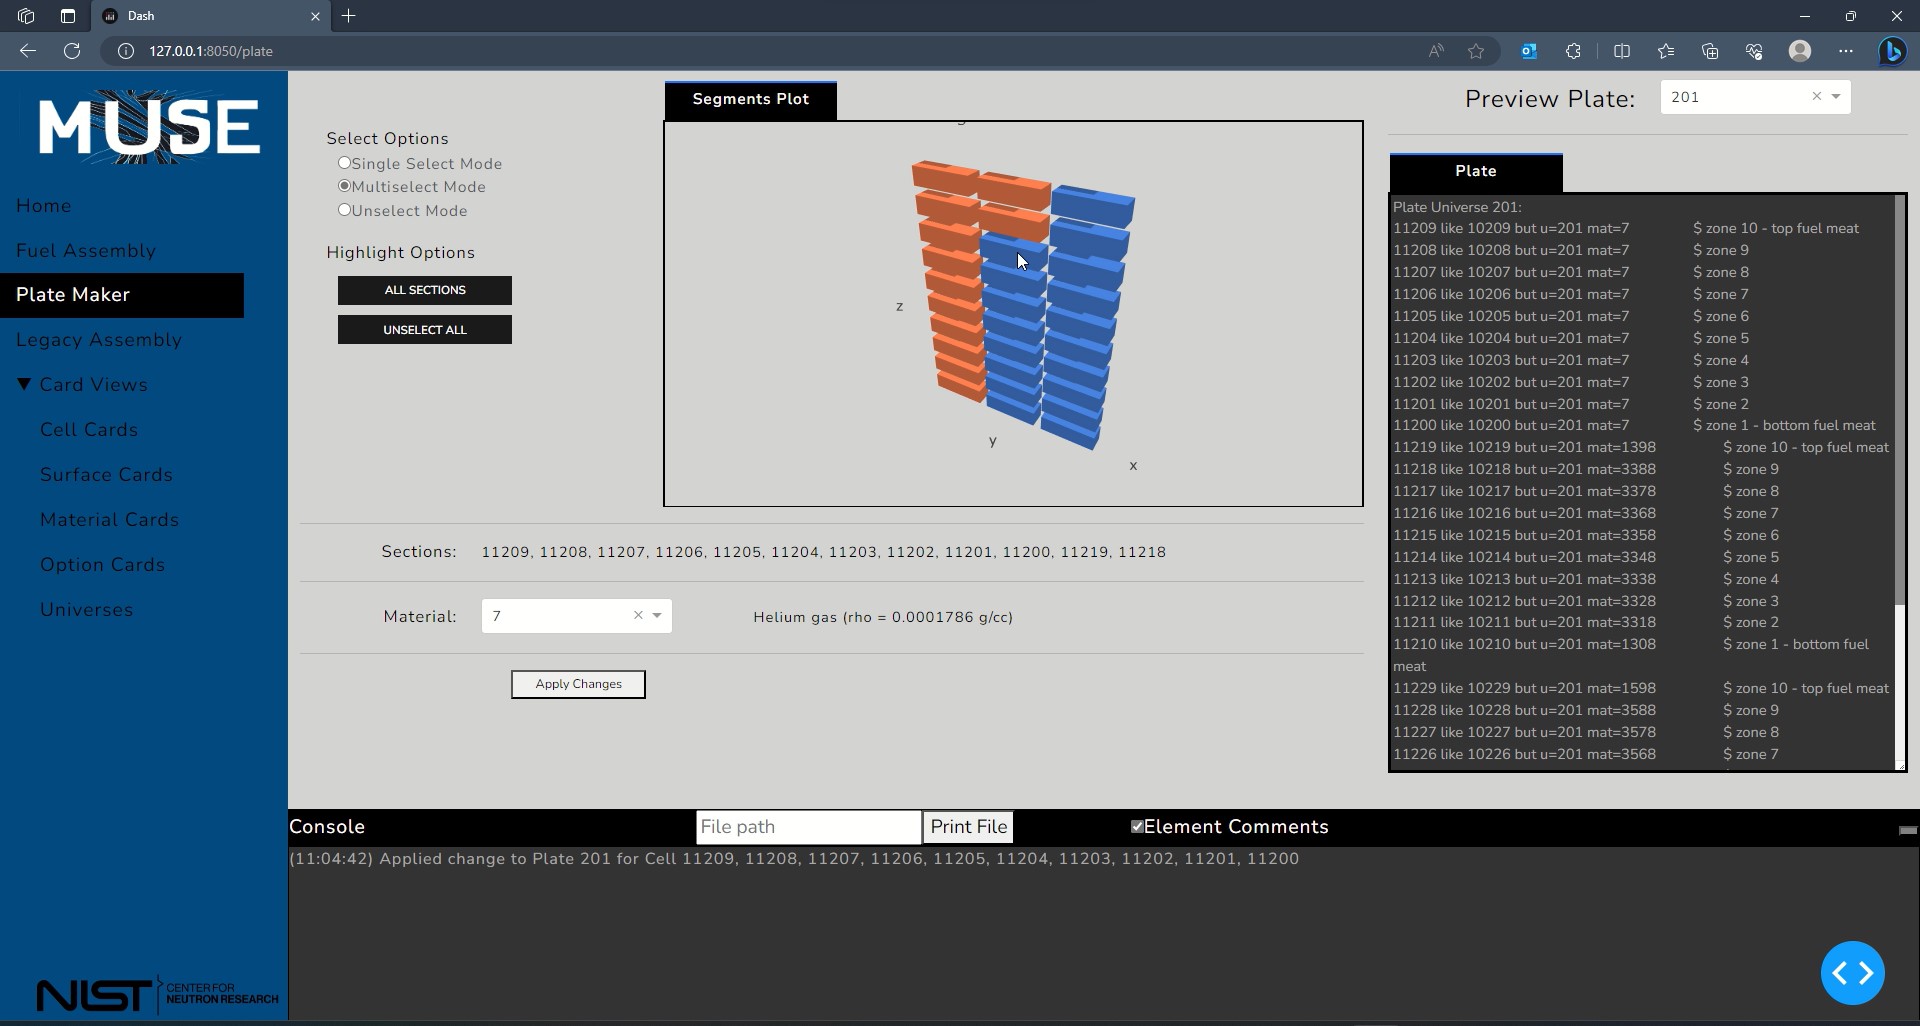 Dash
127.0.0.1:8050/plate
MUSE
Home
Fuel Assembly
Plate Maker
Legacy Assembly
▼ Card Views
Cell Cards
Surface Cards
Material Cards
Option Cards
Universes
NIST CENTER FOR
NEUTRON RESEARCH
Select Options
Single Select Mode
Multiselect Mode
Unselect Mode
Highlight Options
ALL SECTIONS
UNSELECT ALL
Segments Plot
z
y
x
Sections: 11209, 11208, 11207, 11206, 11205, 11204, 11203, 11202, 11201, 11200, 11219, 11218
Material: 7 Helium gas (rho = 0.0001786 g/cc)
Apply Changes
Preview Plate: 201
Plate
Plate Universe 201:
11209 like 10209 but u=201 mat=7 $ zone 10 - top fuel meat
11208 like 10208 but u=201 mat=7 $ zone 9
11207 like 10207 but u=201 mat=7 $ zone 8
11206 like 10206 but u=201 mat=7 $ zone 7
11205 like 10205 but u=201 mat=7 $ zone 6
11204 like 10204 but u=201 mat=7 $ zone 5
11203 like 10203 but u=201 mat=7 $ zone 4
11202 like 10202 but u=201 mat=7 $ zone 3
11201 like 10201 but u=201 mat=7 $ zone 2
11200 like 10200 but u=201 mat=7 $ zone 1 - bottom fuel meat
11219 like 10219 but u=201 mat=1398 $ zone 10 - top fuel meat
11218 like 10218 but u=201 mat=3388 $ zone 9
11217 like 10217 but u=201 mat=3378 $ zone 8
11216 like 10216 but u=201 mat=3368 $ zone 7
11215 like 10215 but u=201 mat=3358 $ zone 6
11214 like 10214 but u=201 mat=3348 $ zone 5
11213 like 10213 but u=201 mat=3338 $ zone 4
11212 like 10212 but u=201 mat=3328 $ zone 3
11211 like 10211 but u=201 mat=3318 $ zone 2
11210 like 10210 but u=201 mat=1308 $ zone 1 - bottom fuel
meat
11229 like 10229 but u=201 mat=1598 $ zone 10 - top fuel meat
11228 like 10228 but u=201 mat=3588 $ zone 9
11227 like 10227 but u=201 mat=3578 $ zone 8
11226 like 10226 but u=201 mat=3568 $ zone 7
Console File path Print File Element Comments
(11:04:42) Applied change to Plate 201 for Cell 11209, 11208, 11207, 11206, 11205, 11204, 11203, 11202, 11201, 11200